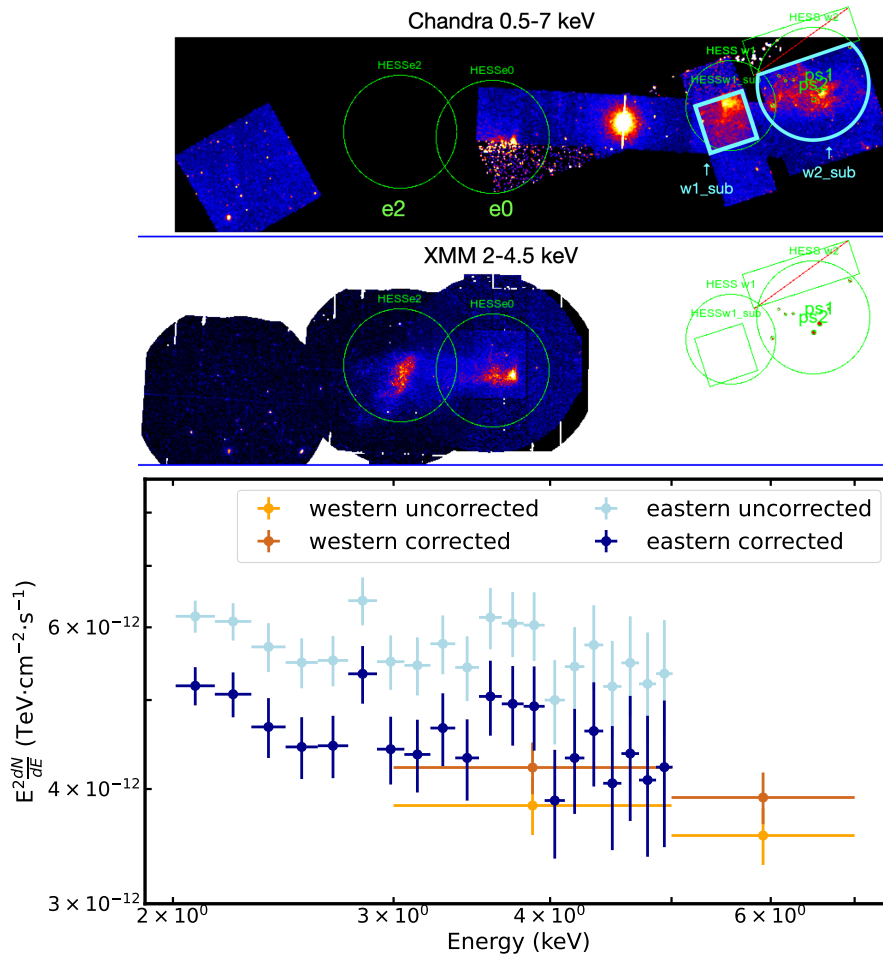 Chandra 0.5-7 keV
HESS w2
HESS w1
HESSe2
HESSe0
HESSw1_sub
ps1
ps2
w1_sub
w2_sub
e2
e0
XMM 2-4.5 keV
HESS w2
HESS w1
HESSe2
HESSe0
HESSw1_sub
ps1
ps2
western uncorrected
western corrected
eastern uncorrected
eastern corrected
6 × 10⁻¹²
4 × 10⁻¹²
3 × 10⁻¹²
E² dN/dE (TeV·cm⁻²·s⁻¹)
2 × 10⁰
3 × 10⁰
4 × 10⁰
6 × 10⁰
Energy (keV)